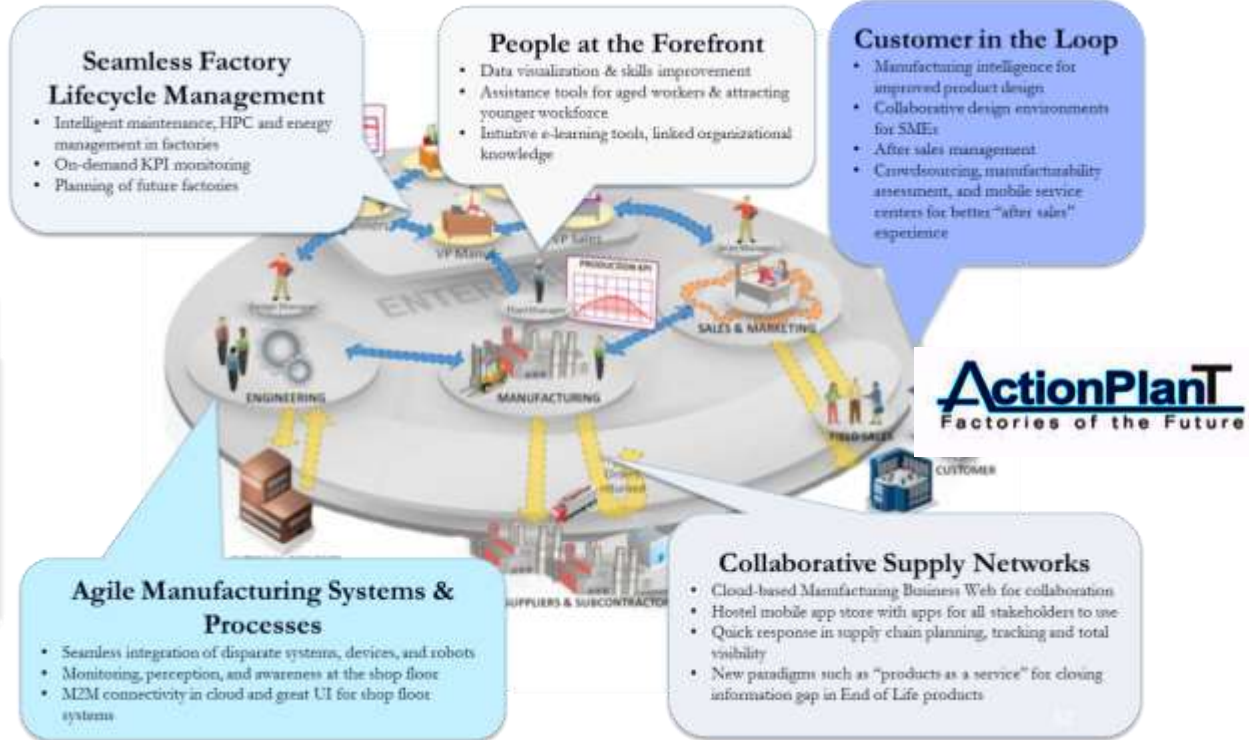 Seamless Factory
Lifecycle Management
• Intelligent maintenance, HPC and energy
management in factories
• On-demand KPI monitoring
• Planning of future factories
People at the Forefront
• Data visualization & skills improvement
• Assistance tools for aged workers & attracting
younger workforce
• Intuitive e-learning tools, linked organizational
knowledge
Customer in the Loop
• Manufacturing intelligence for
improved product design
• Collaborative design environments
for SMEs
• After sales management
• Crowdsourcing, manufacturability
assessment, and mobile service
centers for better “after sales”
experience
VP Manu
VP Sales
ENTER
PRODUCTION KPI
Plant Manager
SALES & MARKETING
ENGINEERING
MANUFACTURING
FIELD SALES
CUSTOMER
ActionPlanT
Factories of the Future
SUPPLIERS & SUBCONTRACTOR
Agile Manufacturing Systems &
Processes
• Seamless integration of disparate systems, devices, and robots
• Monitoring, perception, and awareness at the shop floor
• M2M connectivity in cloud and great UI for shop floor
systems
Collaborative Supply Networks
• Cloud-based Manufacturing Business Web for collaboration
• Hostel mobile app store with apps for all stakeholders to use
• Quick response in supply chain planning, tracking and total
visibility
• New paradigms such as “products as a service” for closing
information gap in End of Life products